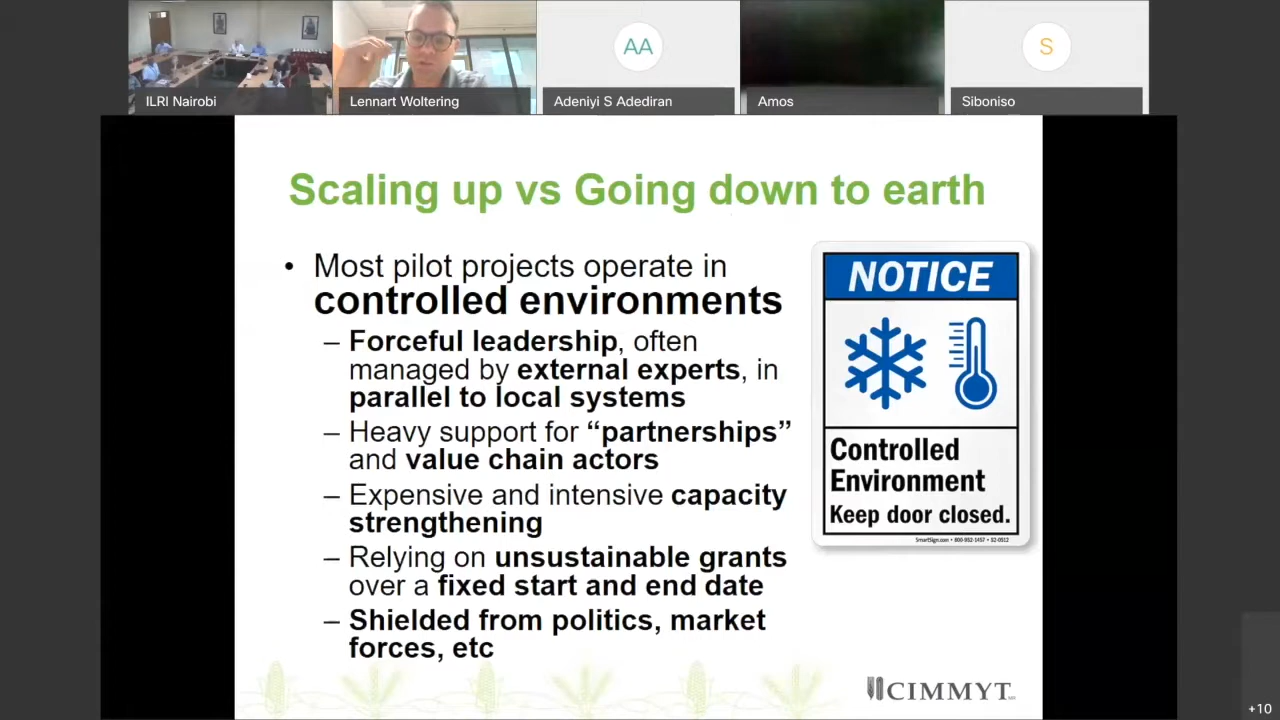 ILRI Nairobi
Lennart Woltering
AA
Adeniyi S Adediran
Amos
S
Siboniso
Scaling up vs Going down to earth
• Most pilot projects operate in
controlled environments
– Forceful leadership, often
managed by external experts, in
parallel to local systems
– Heavy support for “partnerships”
and value chain actors
– Expensive and intensive capacity
strengthening
– Relying on unsustainable grants
over a fixed start and end date
– Shielded from politics, market
forces, etc
NOTICE
Controlled
Environment
Keep door closed.
CIMMYT
+10